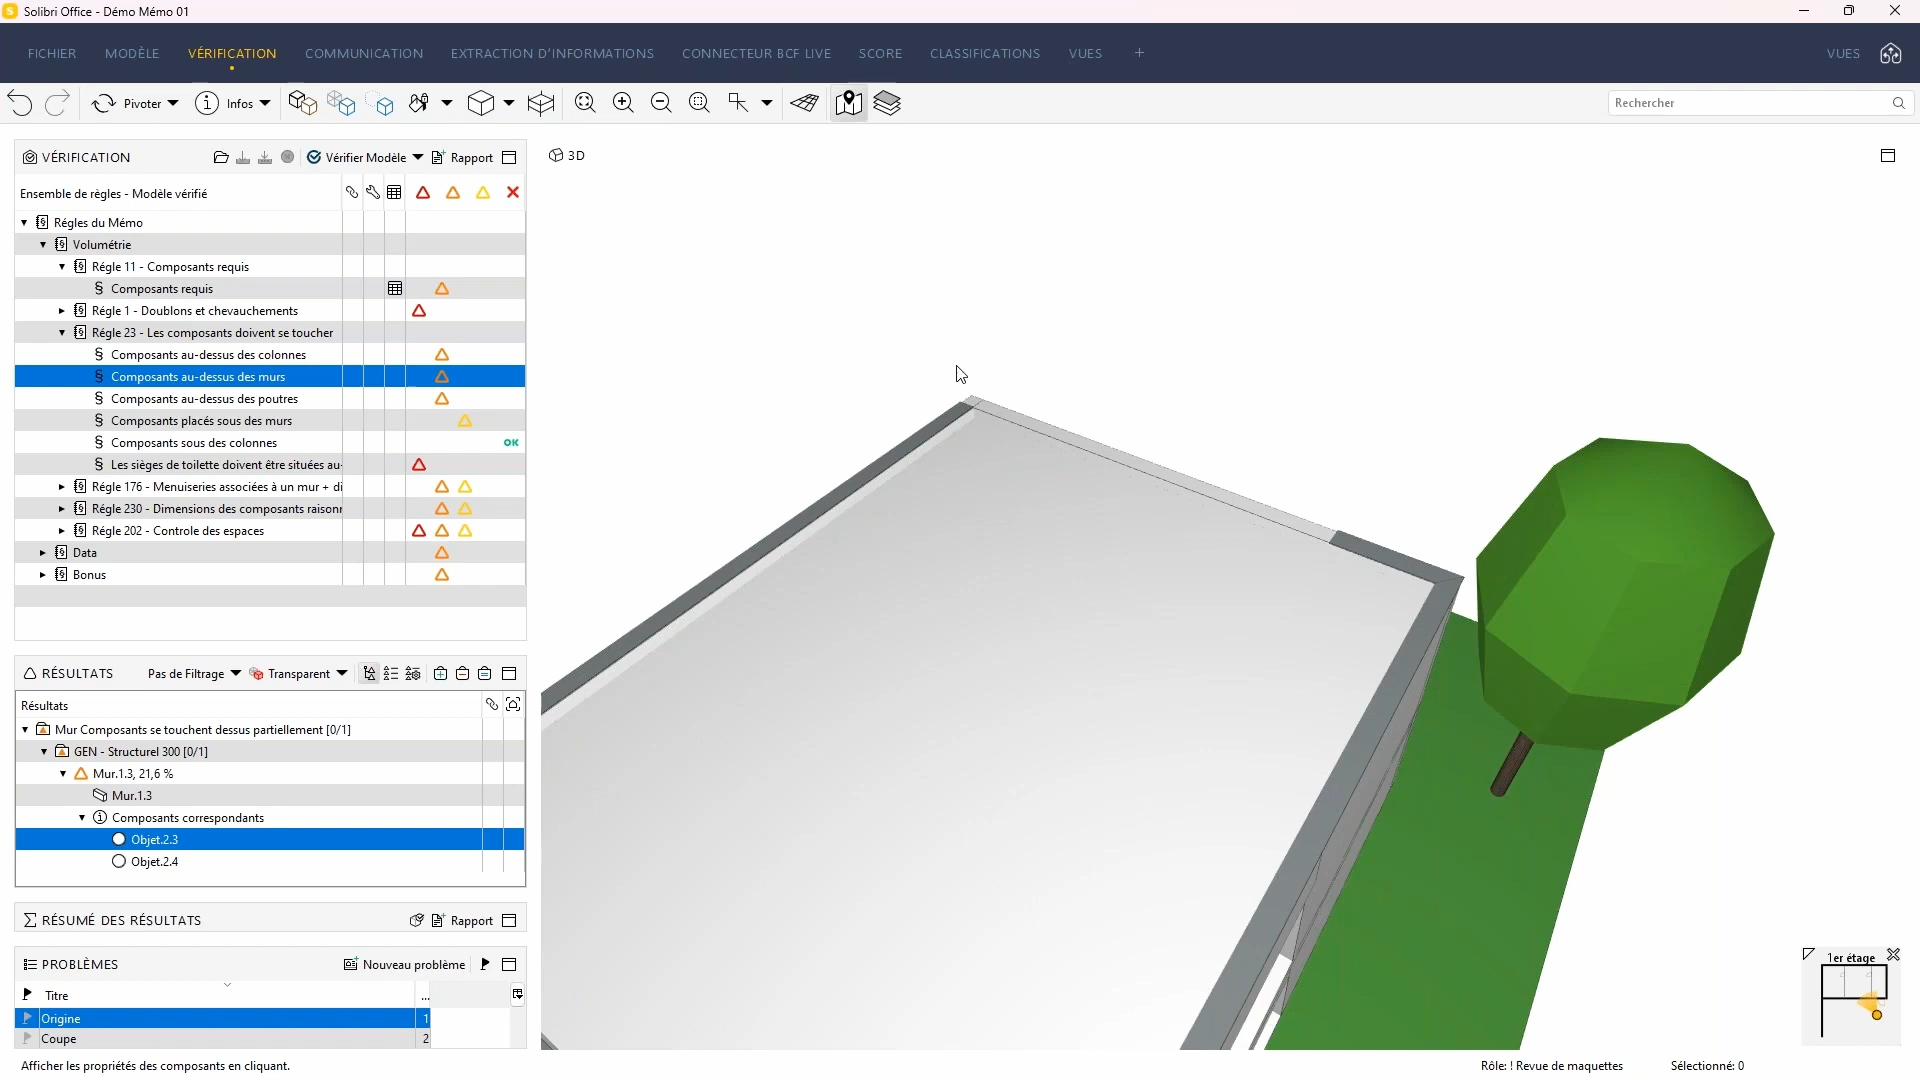 Solibri Office - Démo Mémo 01
FICHIER MODÈLE VÉRIFICATION COMMUNICATION EXTRACTION D'INFORMATIONS CONNECTEUR BCF LIVE SCORE CLASSIFICATIONS VUES + VUES
Pivoter Infos Rechercher
VÉRIFICATION Vérifier Modèle Rapport
3D
Ensemble de règles - Modèle vérifié
Régles du Mémo
Volumétrie
Régle 11 - Composants requis
§ Composants requis
Régle 1 - Doublons et chevauchements
Régle 23 - Les composants doivent se toucher
§ Composants au-dessus des colonnes
§ Composants au-dessus des murs
§ Composants au-dessus des poutres
§ Composants placés sous des murs
§ Composants sous des colonnes OK
§ Les sièges de toilette doivent être situées au-
Régle 176 - Menuiseries associées à un mur + di
Régle 230 - Dimensions des composants raisonn
Régle 202 - Controle des espaces
Data
Bonus
RÉSULTATS Pas de Filtrage Transparent
Résultats
Mur Composants se touchent dessus partiellement [0/1]
GEN - Structurel 300 [0/1]
Mur.1.3, 21,6 %
Mur.1.3
Composants correspondants
Objet.2.3
Objet.2.4
RÉSUMÉ DES RÉSULTATS Rapport
PROBLÈMES Nouveau problème
Titre ...
Origine 1
Coupe 2
1er étage
Afficher les propriétés des composants en cliquant. Rôle: ! Revue de maquettes Sélectionné: 0